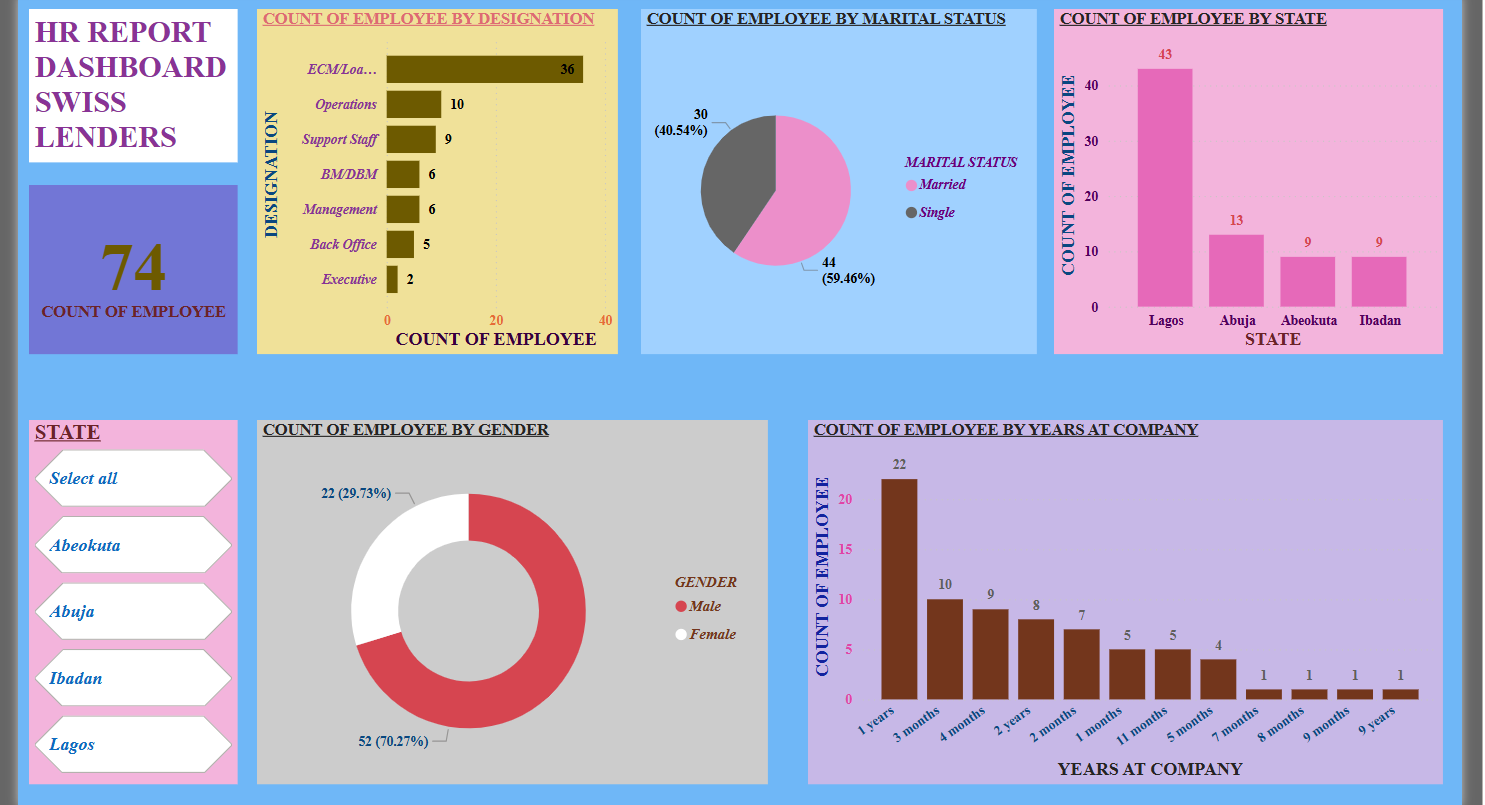 HR REPORT
DASHBOARD
SWISS
LENDERS
74
COUNT OF EMPLOYEE
COUNT OF EMPLOYEE BY DESIGNATION
DESIGNATION
ECM/Loa…
36
Operations
10
Support Staff
9
BM/DBM
6
Management
6
Back Office
5
Executive
2
0 20 40
COUNT OF EMPLOYEE
COUNT OF EMPLOYEE BY MARITAL STATUS
30
(40.54%)
44
(59.46%)
MARITAL STATUS
Married
Single
COUNT OF EMPLOYEE BY STATE
COUNT OF EMPLOYEE
40
30
20
10
0
43
13
9
9
Lagos Abuja Abeokuta Ibadan
STATE
STATE
Select all
Abeokuta
Abuja
Ibadan
Lagos
COUNT OF EMPLOYEE BY GENDER
22 (29.73%)
52 (70.27%)
GENDER
Male
Female
COUNT OF EMPLOYEE BY YEARS AT COMPANY
COUNT OF EMPLOYEE
20
15
10
5
0
22
10
9
8
7
5
5
4
1
1
1
1
1 years
3 months
4 months
2 years
2 months
1 months
11 months
5 months
7 months
8 months
9 months
9 years
YEARS AT COMPANY